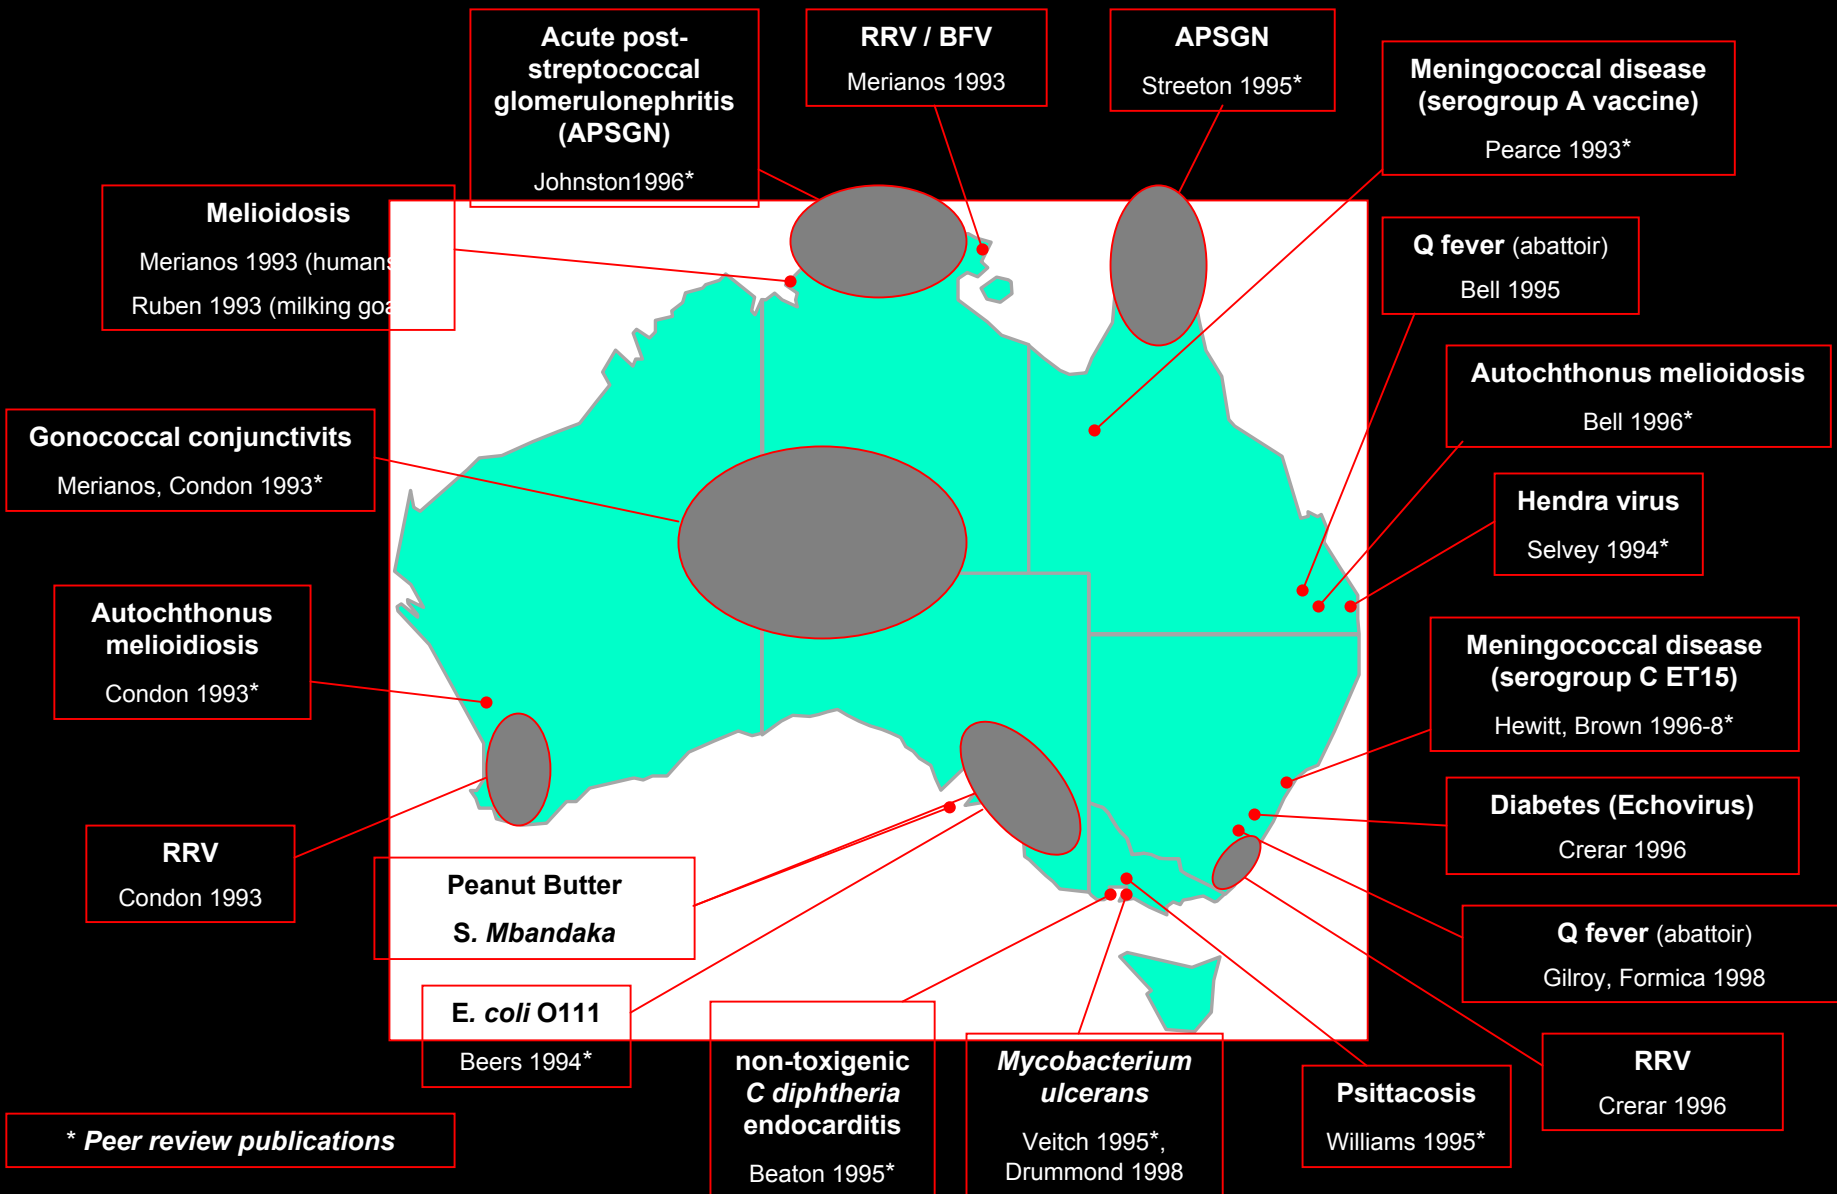 Acute post-
streptococcal
glomerulonephritis
(APSGN)
Johnston1996*
RRV / BFV
Merianos 1993
APSGN
Streeton 1995*
Meningococcal disease
(serogroup A vaccine)
Pearce 1993*
Melioidosis
Merianos 1993 (humans
Ruben 1993 (milking goa
Q fever (abattoir)
Bell 1995
Autochthonus melioidosis
Bell 1996*
Gonococcal conjunctivits
Merianos, Condon 1993*
Hendra virus
Selvey 1994*
Autochthonus
melioidiosis
Condon 1993*
Meningococcal disease
(serogroup C ET15)
Hewitt, Brown 1996-8*
Diabetes (Echovirus)
Crerar 1996
RRV
Condon 1993
Peanut Butter
S. Mbandaka
Q fever (abattoir)
Gilroy, Formica 1998
E. coli O111
Beers 1994*
non-toxigenic
C diphtheria
endocarditis
Beaton 1995*
Mycobacterium
ulcerans
Veitch 1995*,
Drummond 1998
Psittacosis
Williams 1995*
RRV
Crerar 1996
* Peer review publications